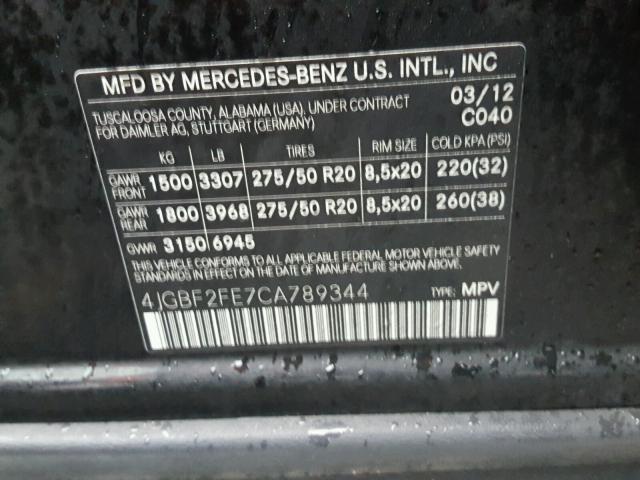 MFD BY MERCEDES-BENZ U.S. INTL., INC
TUSCALOOSA COUNTY, ALABAMA (USA), UNDER CONTRACT 03/12
FOR DAIMLER AG, STUTTGART (GERMANY) C040
KG LB TIRES RIM SIZE COLD KPA(PSI)
GAWR FRONT 1500 3307 275/50 R20 8,5x20 220(32)
GAWR REAR 1800 3968 275/50 R20 8,5x20 260(38)
GVWR 3150 6945
THIS VEHICLE CONFORMS TO ALL APPLICABLE FEDERAL MOTOR VEHICLE SAFETY
STANDARDS IN EFFECT ON THE DATE OF MANUFACTURE SHOWN ABOVE.
4JGBF2FE7CA789344 TYPE: MPV